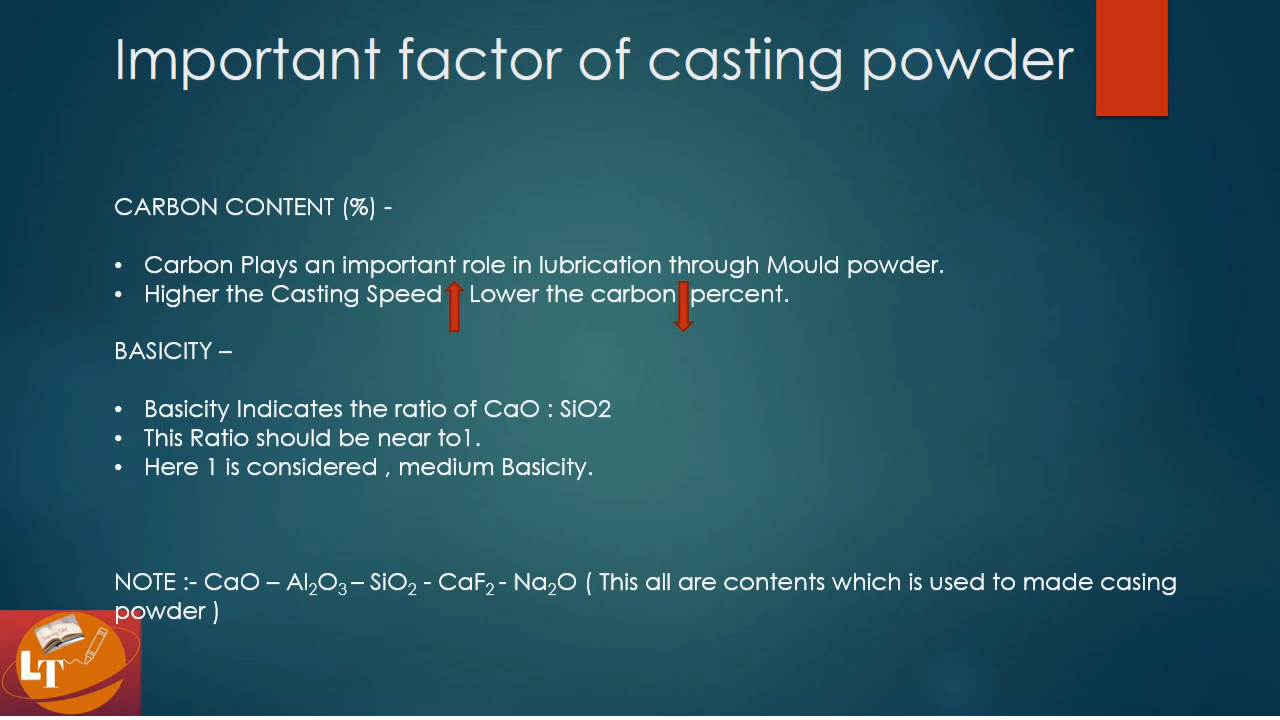 Important factor of casting powder
CARBON CONTENT (%) -
• Carbon Plays an important role in lubrication through Mould powder.
• Higher the Casting Speed Lower the carbon percent.
BASICITY –
• Basicity Indicates the ratio of CaO : SiO2
• This Ratio should be near to1.
• Here 1 is considered , medium Basicity.
NOTE :- CaO – Al₂O₃ – SiO₂ - CaF₂ - Na₂O ( This all are contents which is used to made casing
powder )
LT